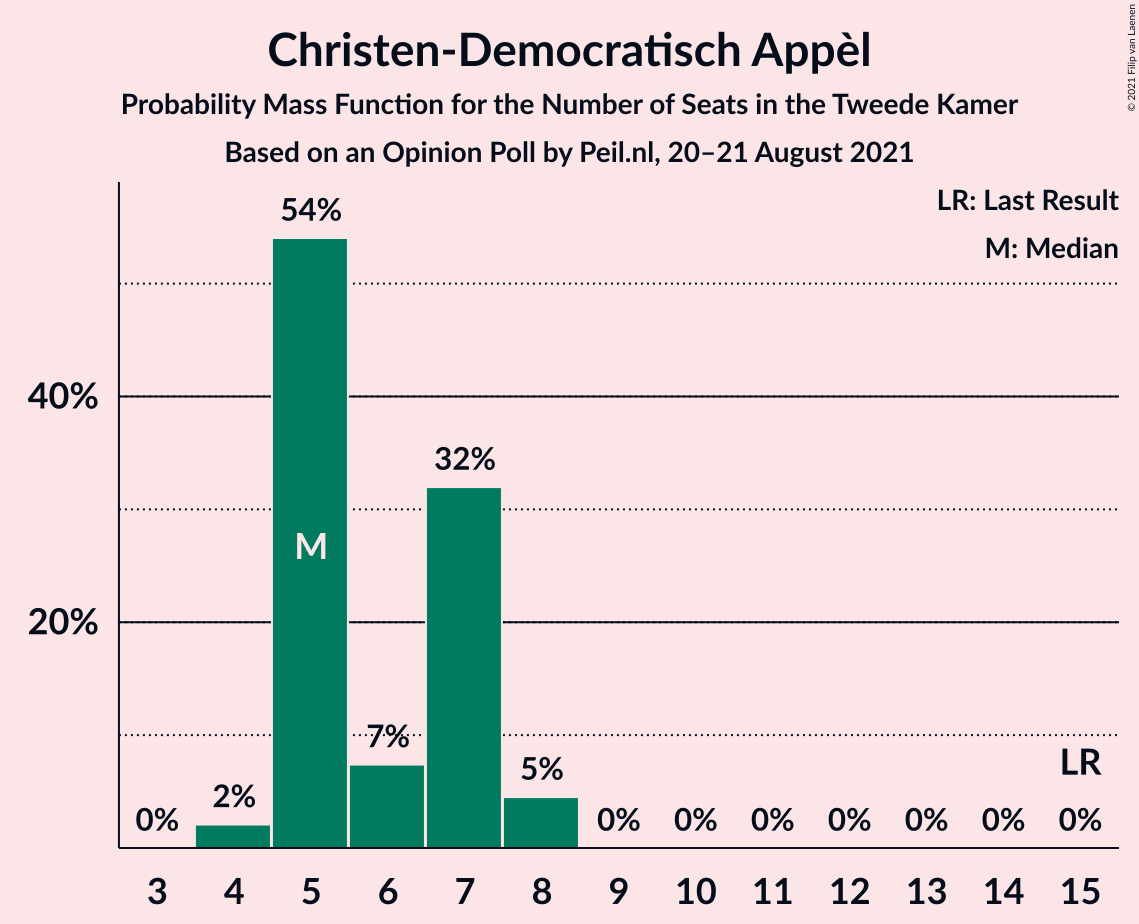 Christen-Democratisch Appèl
Probability Mass Function for the Number of Seats in the Tweede Kamer
Based on an Opinion Poll by Peil.nl, 20–21 August 2021
© 2021 Filip van Laenen
LR: Last Result
M: Median
54%
40%
32%
M
20%
7%
5%
LR
2%
0% 0% 0% 0% 0% 0% 0% 0%
3 4 5 6 7 8 9 10 11 12 13 14 15